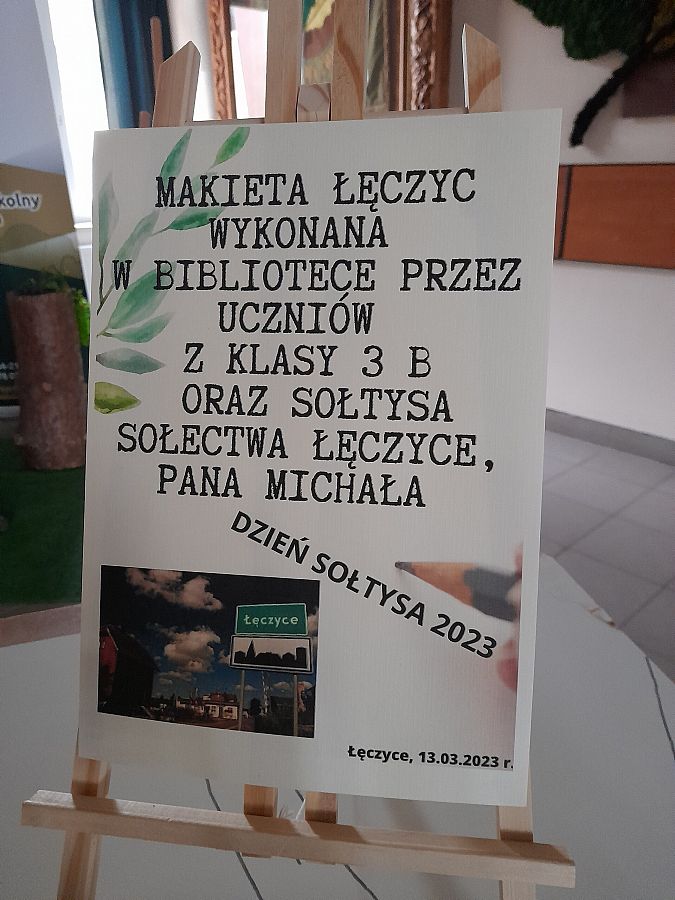 kolny
MAKIETA ŁĘCZYC
WYKONANA
W BIBLIOTECE PRZEZ
UCZNIÓW
Z KLASY 3 B
ORAZ SOŁTYSA
SOŁECTWA ŁĘCZYCE,
PANA MICHAŁA
DZIEŃ SOŁTYSA 2023
Łęczyce
Łęczyce, 13.03.2023 r.